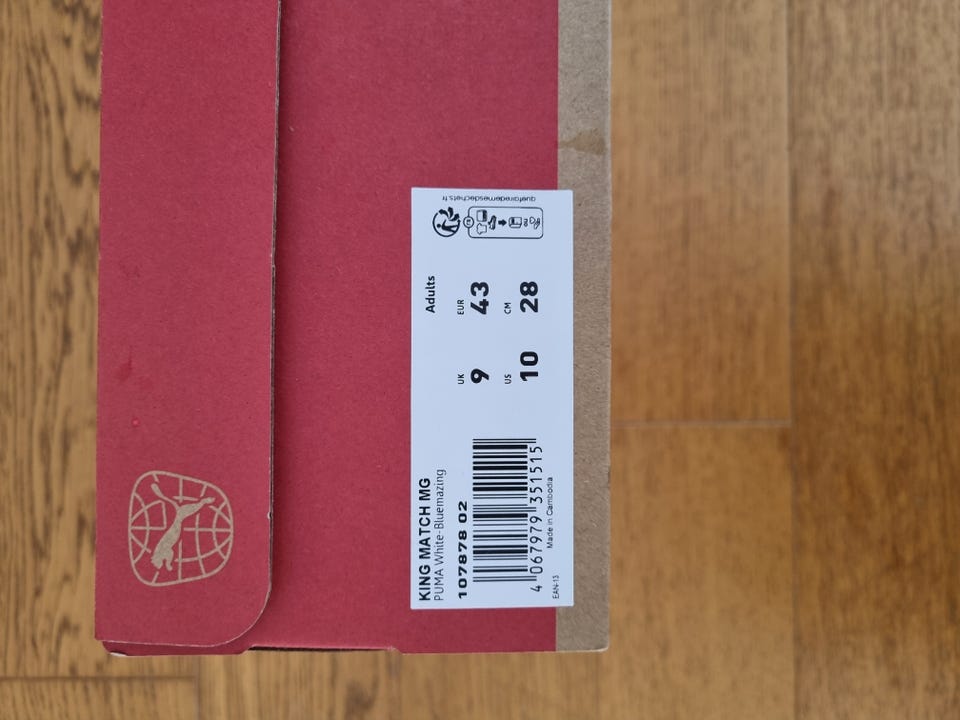 KING MATCH MG
PUMA White-Bluemazing
107878 02
4 067979 351515
EAN-13
Made in Cambodia
Adults
UK
9
EUR
43
US
10
CM
28
FR
quefairedemesdechets.fr